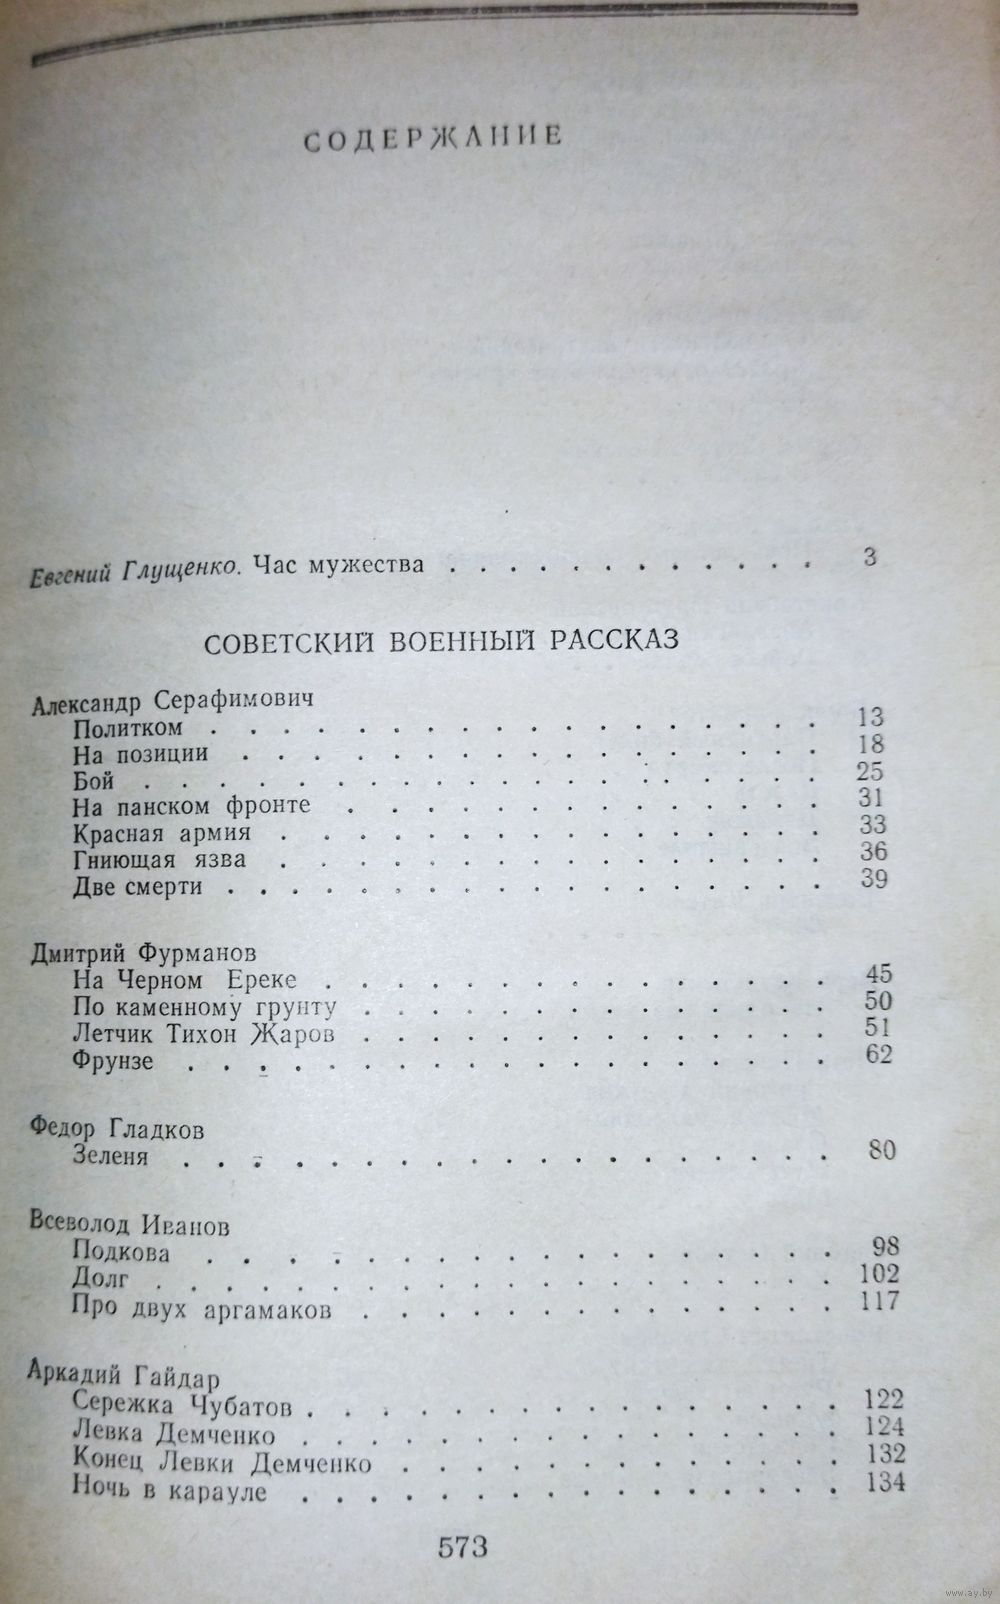 СОДЕРЖАНИЕ
Евгений Глущенко. Час мужества . . . . . . . . . . . . 3
СОВЕТСКИЙ ВОЕННЫЙ РАССКАЗ
Александр Серафимович
Политком . . . . . . . . . . . . . . . . . 13
На позиции . . . . . . . . . . . . . . . . 18
Бой . . . . . . . . . . . . . . . . . . . 25
На панском фронте . . . . . . . . . . . . . 31
Красная армия . . . . . . . . . . . . . . . 33
Гниющая язва . . . . . . . . . . . . . . . 36
Две смерти . . . . . . . . . . . . . . . . 39
Дмитрий Фурманов
На Черном Ереке . . . . . . . . . . . . . . 45
По каменному грунту . . . . . . . . . . . . . 50
Летчик Тихон Жаров . . . . . . . . . . . . . 51
Фрунзе . . . . . . . . . . . . . . . . . . 62
Федор Гладков
Зеленя . . . . . . . . . . . . . . . . . . 80
Всеволод Иванов
Подкова . . . . . . . . . . . . . . . . . 98
Долг . . . . . . . . . . . . . . . . . . . 102
Про двух аргамаков . . . . . . . . . . . . . 117
Аркадий Гайдар
Сережка Чубатов . . . . . . . . . . . . . . . 122
Левка Демченко . . . . . . . . . . . . . . . 124
Конец Левки Демченко . . . . . . . . . . . . 132
Ночь в карауле . . . . . . . . . . . . . . . 134
573
www.ay.by